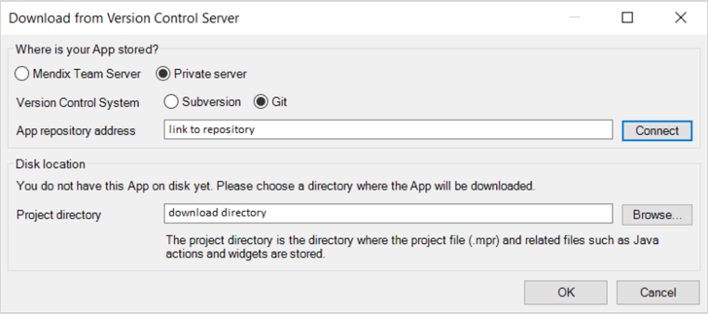 Download from Version Control Server
Where is your App stored?
Mendix Team Server Private server
Version Control System Subversion Git
App repository address link to repository Connect
Disk location
You do not have this App on disk yet. Please choose a directory where the App will be downloaded.
Project directory download directory Browse...
The project directory is the directory where the project file (.mpr) and related files such as Java
actions and widgets are stored.
OK Cancel